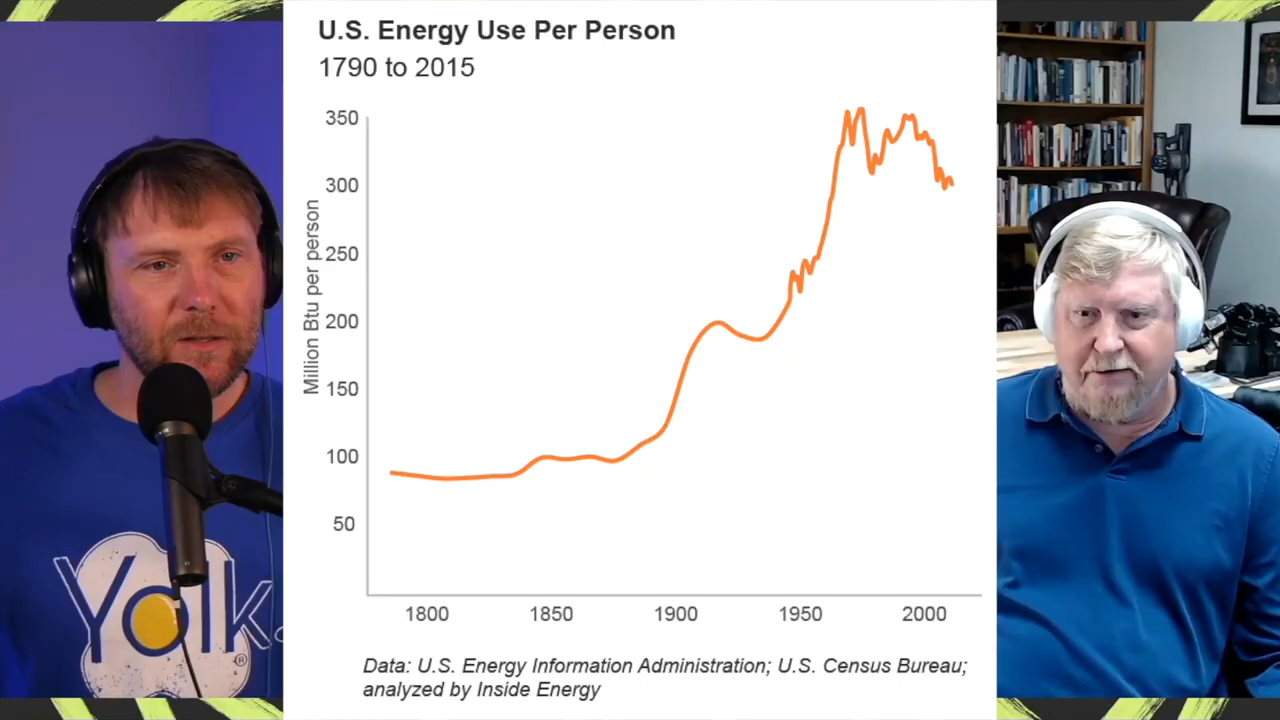 U.S. Energy Use Per Person
1790 to 2015
Million Btu per person
350
300
250
200
150
100
50
1800 1850 1900 1950 2000
Data: U.S. Energy Information Administration; U.S. Census Bureau;
analyzed by Inside Energy
Yolk.
®